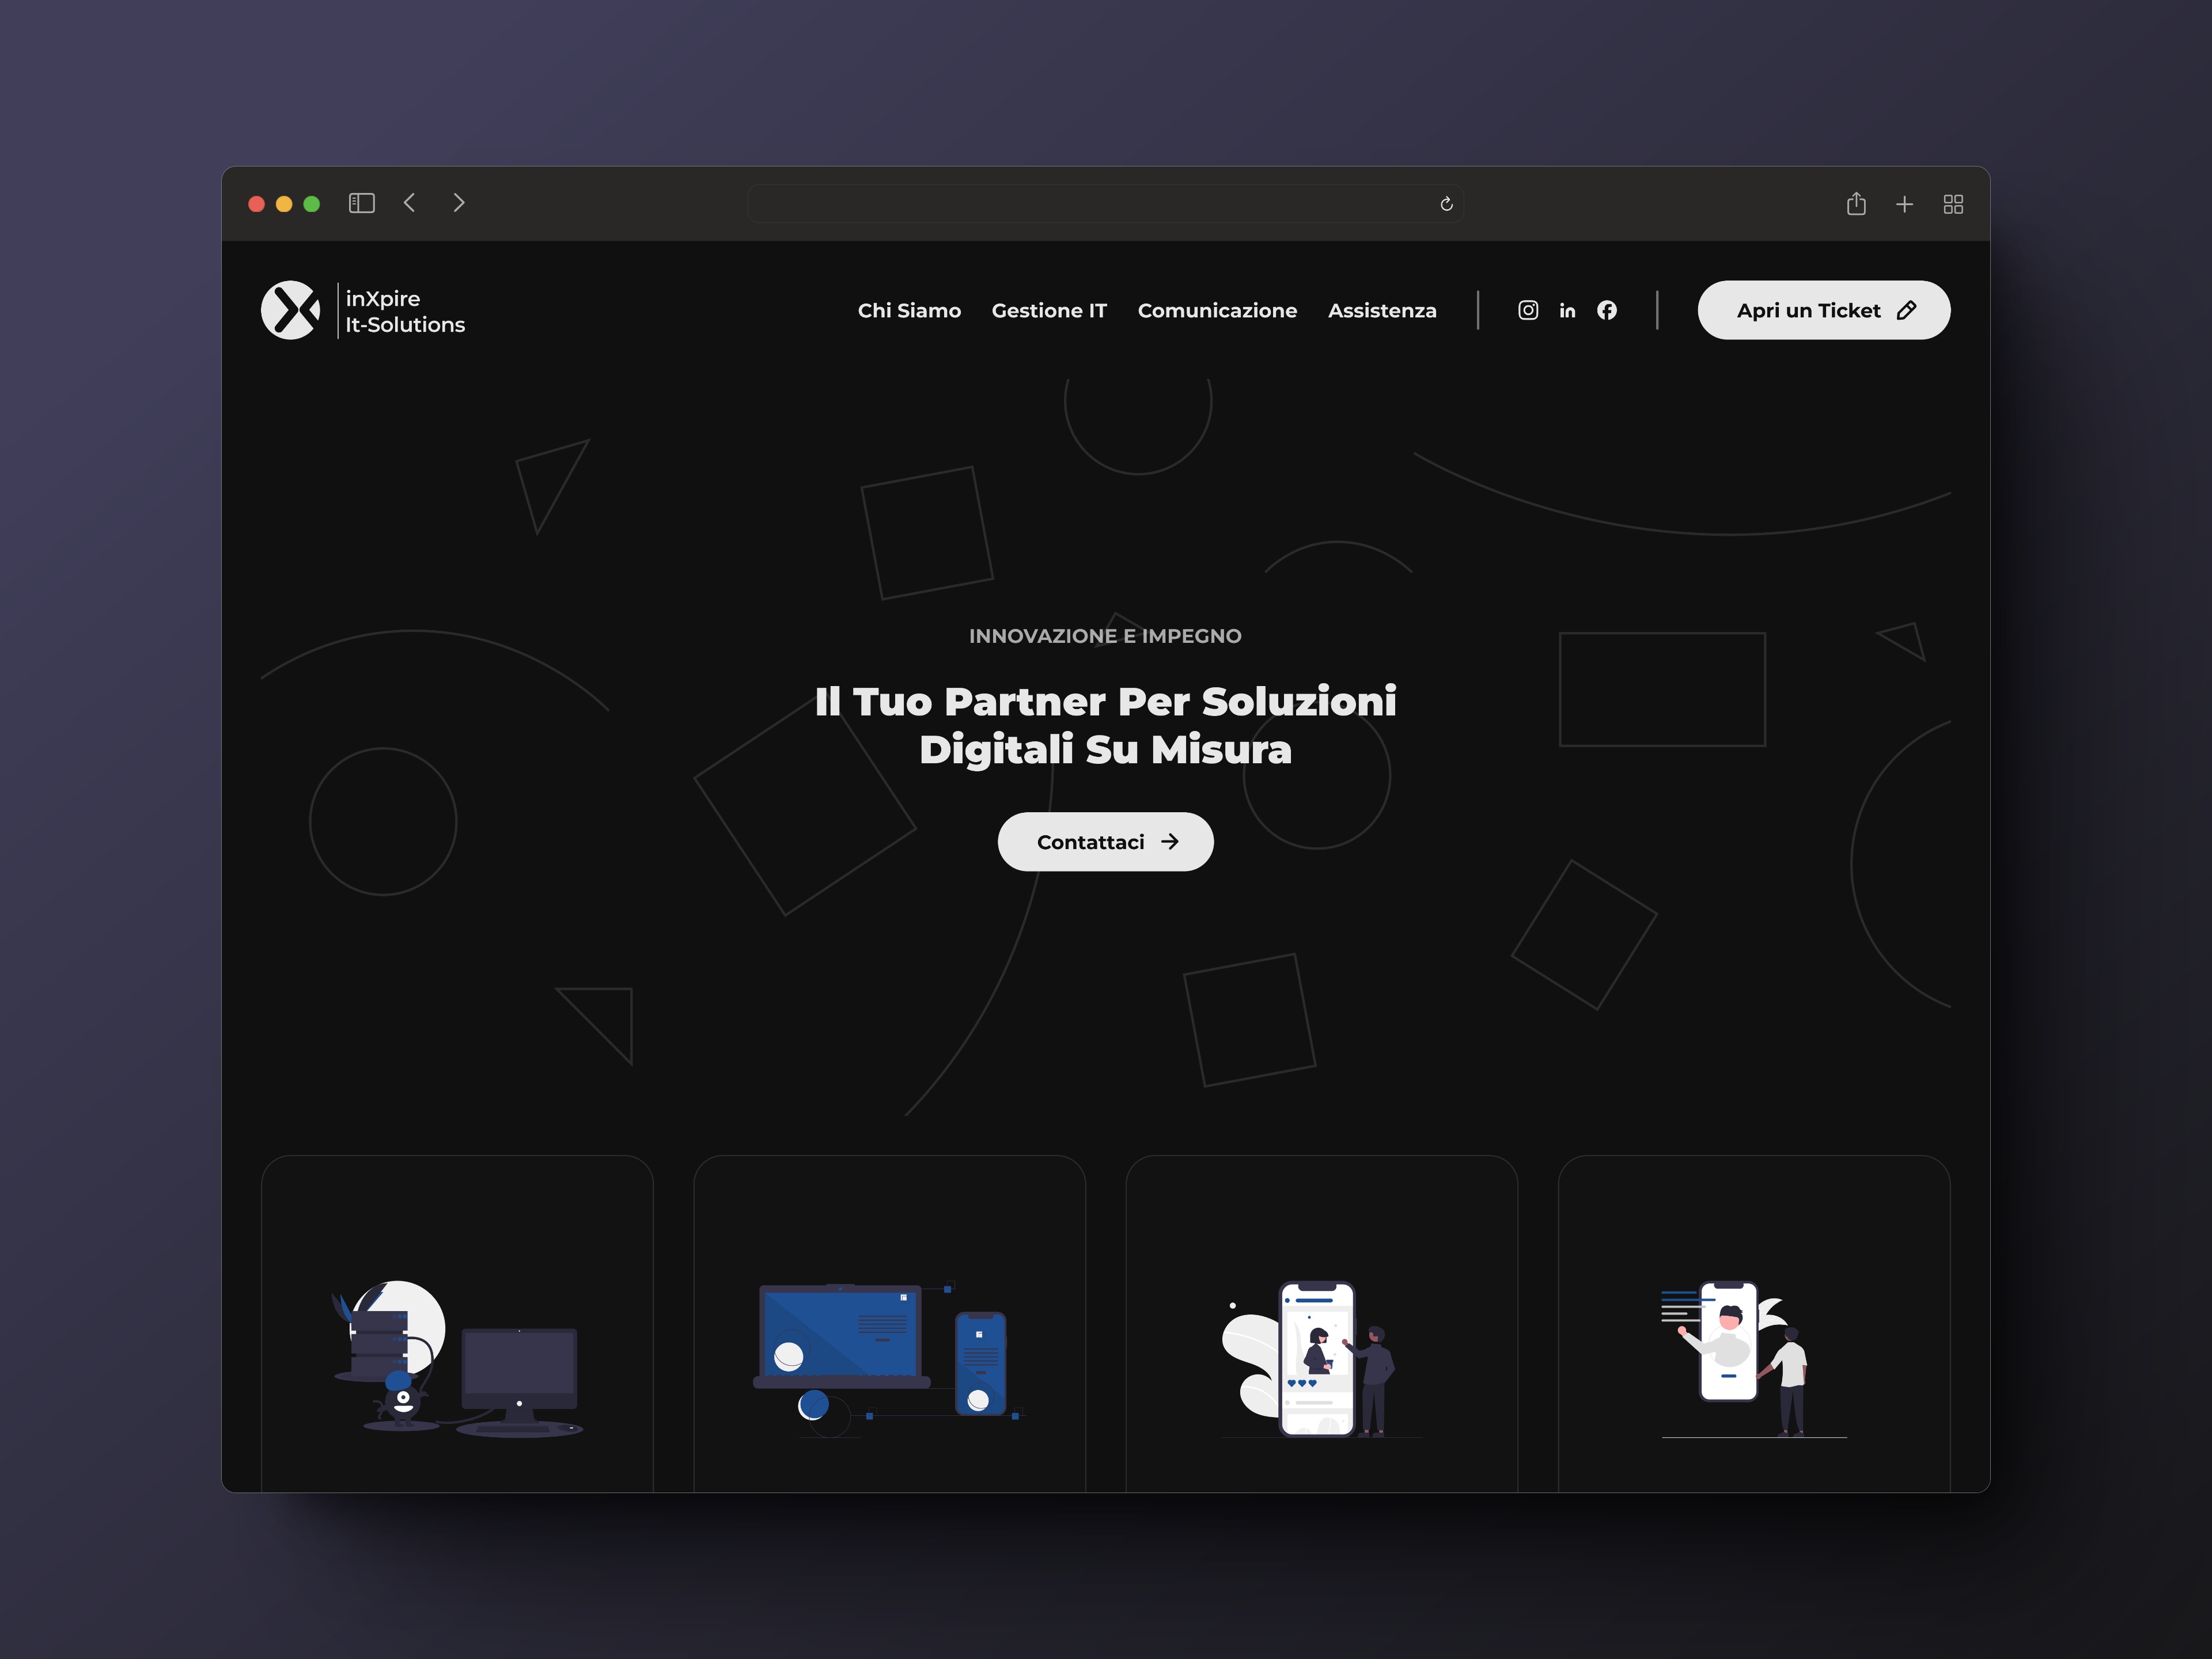 inXpire
It-Solutions
Chi Siamo
Gestione IT
Comunicazione
Assistenza
in
Apri un Ticket
INNOVAZIONE E IMPEGNO
Il Tuo Partner Per Soluzioni
Digitali Su Misura
Contattaci